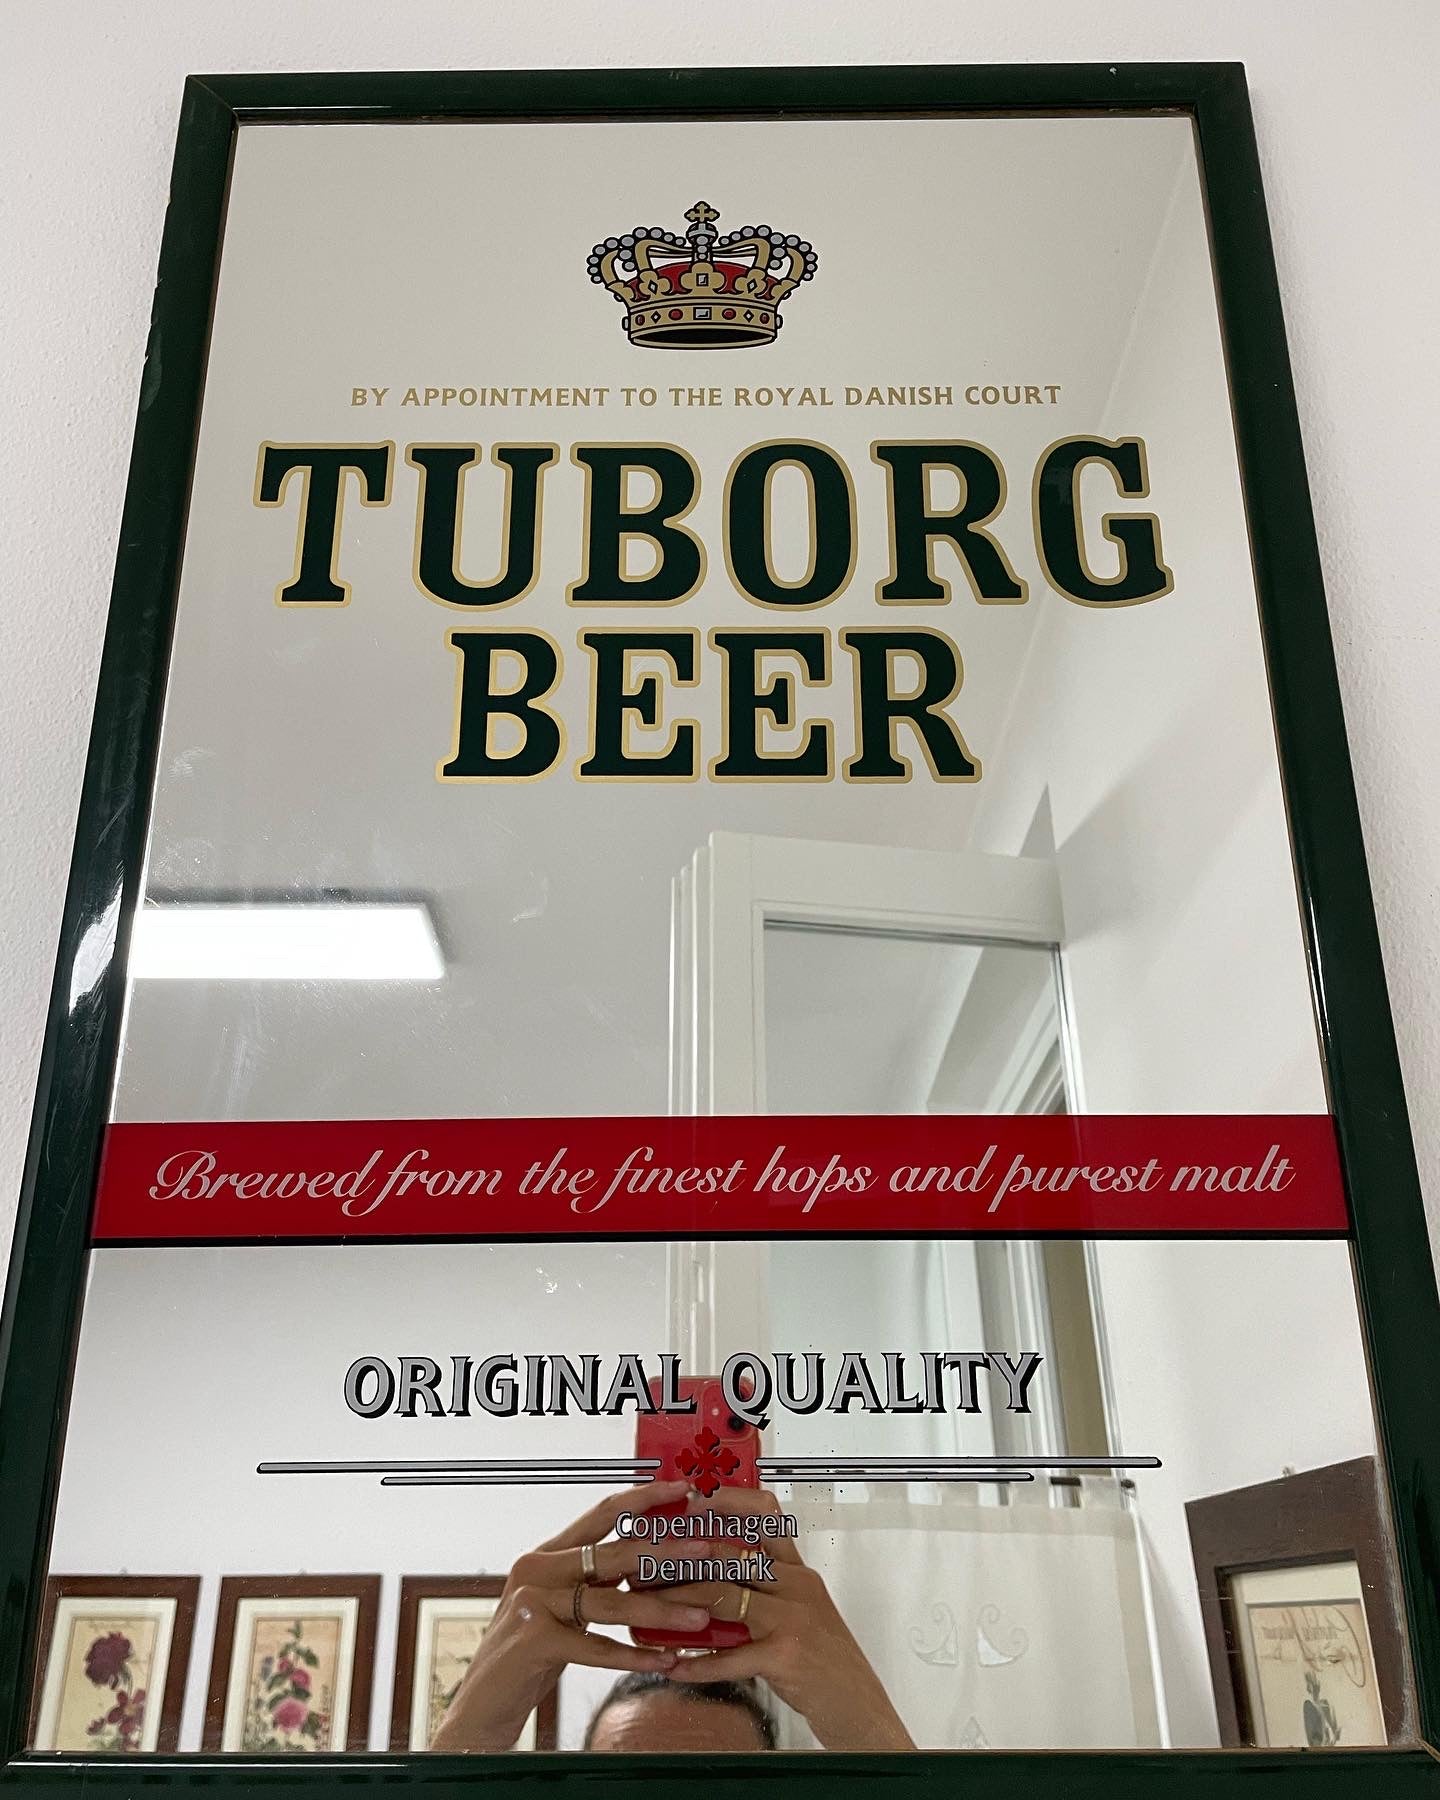 BY APPOINTMENT TO THE ROYAL DANISH COURT
TUBORG
BEER
Brewed from the finest hops and purest malt
ORIGINAL QUALITY
Copenhagen
Denmark